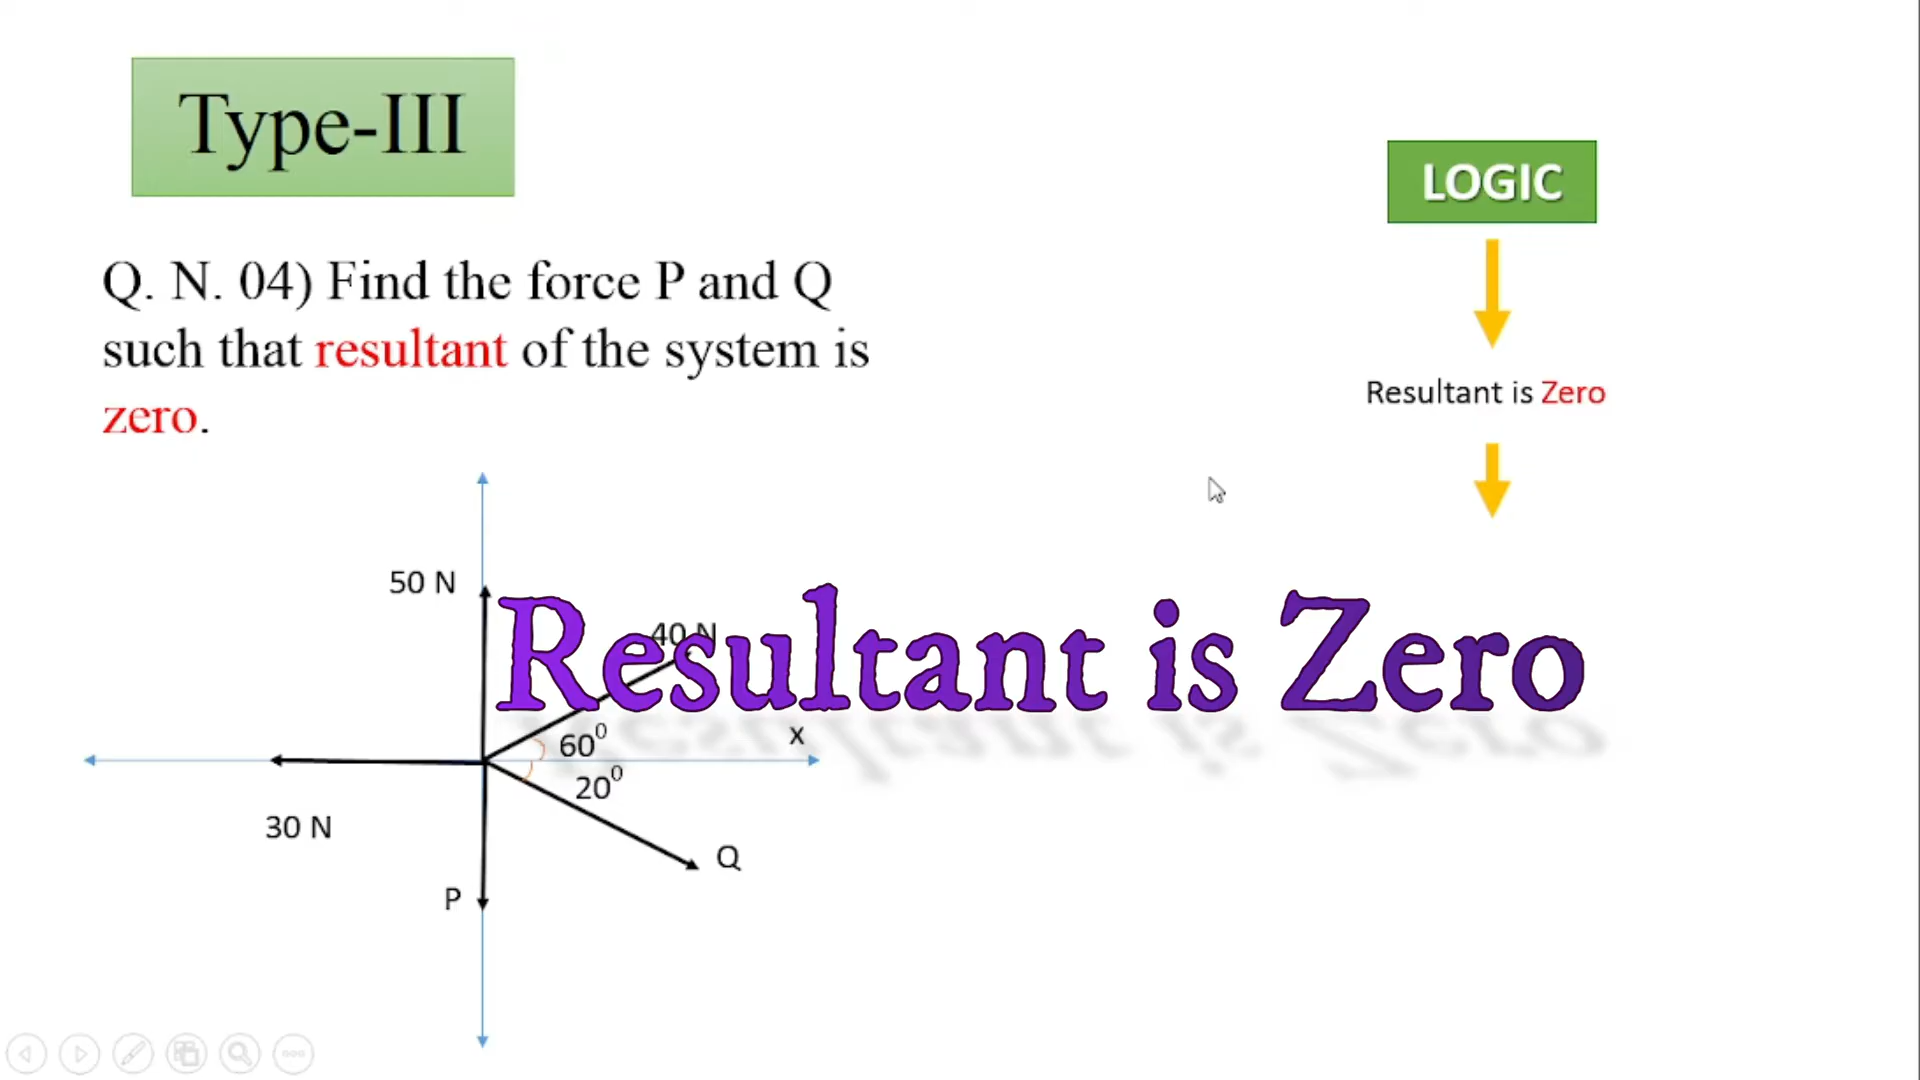 Type-III
LOGIC
Q. N. 04) Find the force P and Q
such that resultant of the system is
zero.
Resultant is Zero
50 N
40 N
Resultant is Zero
60⁰
x
20⁰
30 N
Q
P